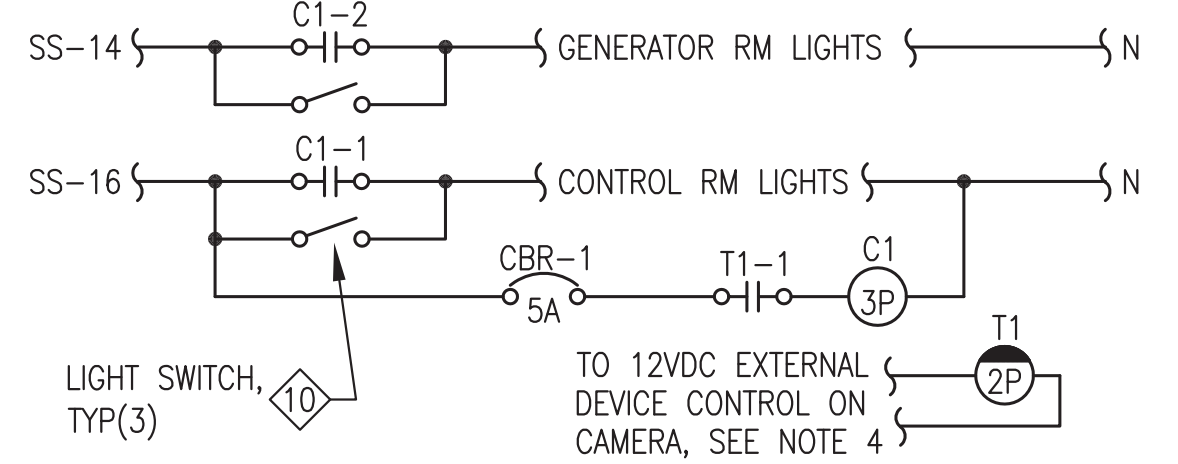 C1-2
SS-14 GENERATOR RM LIGHTS N
C1-1
SS-16 CONTROL RM LIGHTS N
CBR-1 T1-1 C1
5A 3P
T1
2P
LIGHT SWITCH, 10
TYP(3)
TO 12VDC EXTERNAL
DEVICE CONTROL ON
CAMERA, SEE NOTE 4